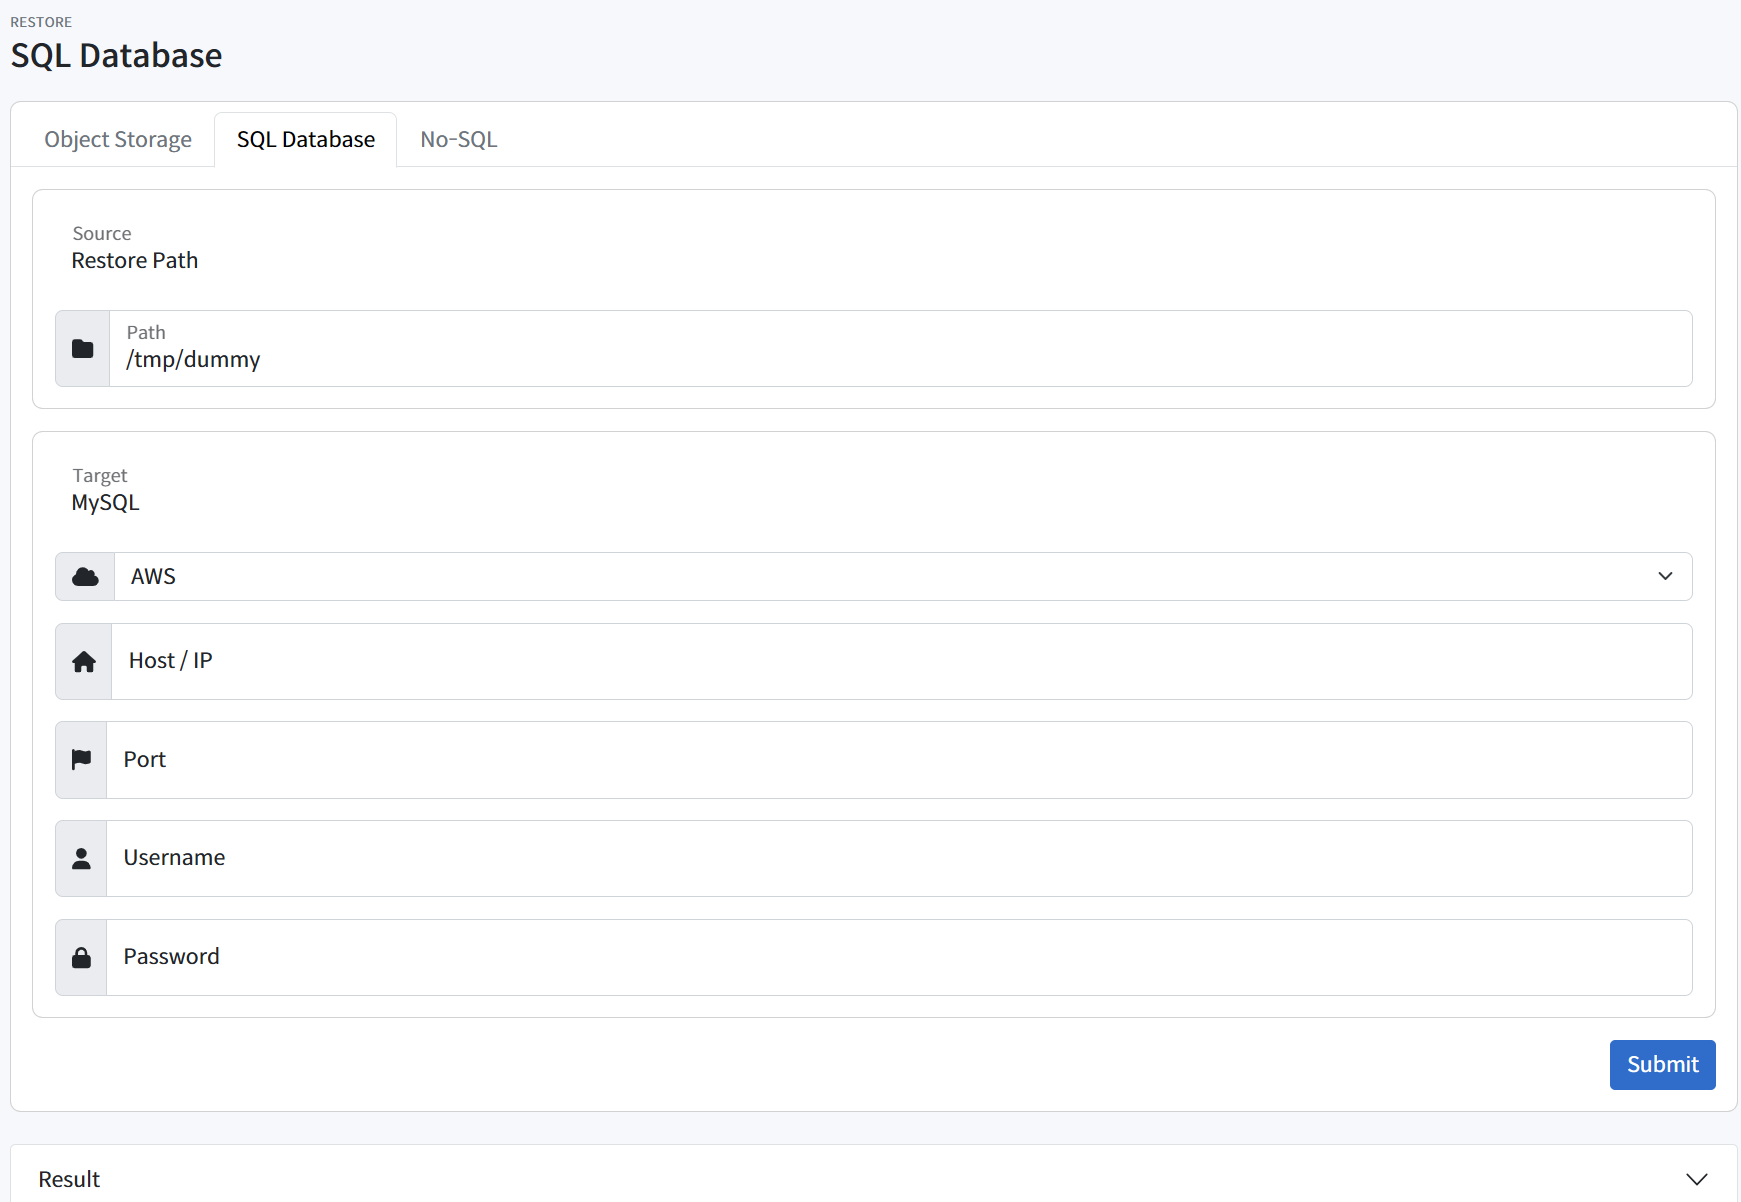 RESTORE
SQL Database
Object Storage
SQL Database
No-SQL
Source
Restore Path
Path
/tmp/dummy
Target
MySQL
AWS
Host / IP
Port
Username
Password
Submit
Result